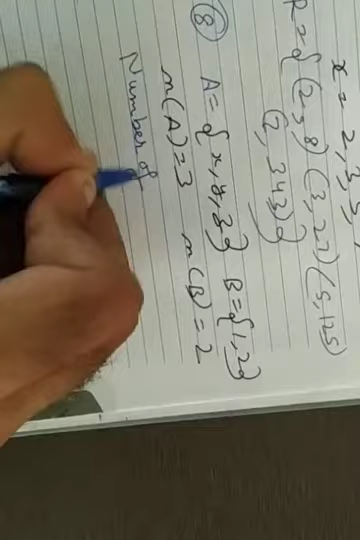 x = 2, 3, 5
R = { (2, 8) (3, 27) (5, 125)
(7, 343) }
⑧ A = { x, y, z } B = { 1, 2 }
n(A) = 3 n(B) = 2
Number of